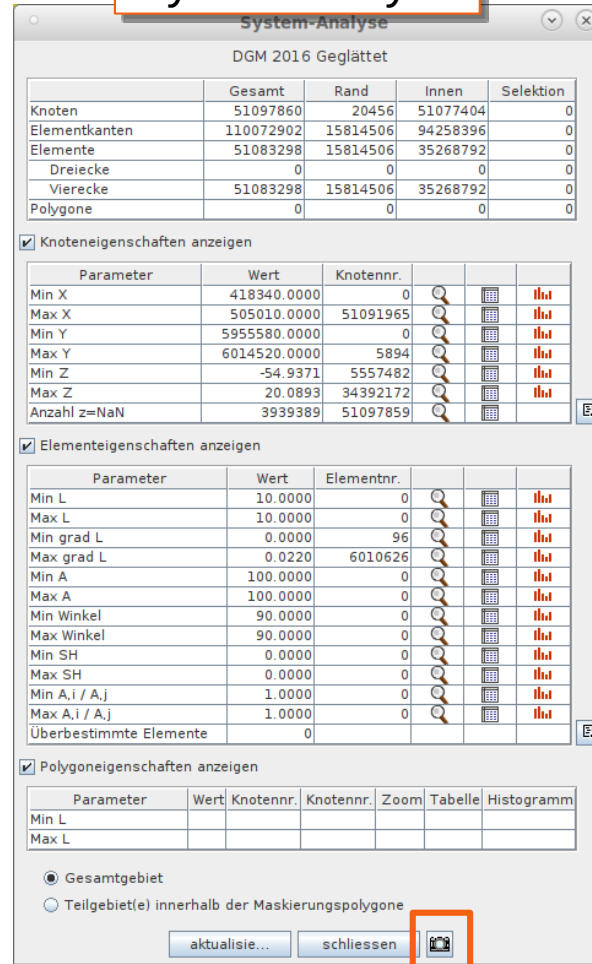 System-Analyse
DGM 2016 Geglättet
Gesamt Rand Innen Selektion
Knoten 51097860 20456 51077404 0
Elementkanten 110072902 15814506 94258396 0
Elemente 51083298 15814506 35268792 0
Dreiecke 0 0 0 0
Vierecke 51083298 15814506 35268792 0
Polygone 0 0 0 0
Knoteneigenschaften anzeigen
Parameter Wert Knotennr.
Min X 418340.0000 0
Max X 505010.0000 51091965
Min Y 5955580.0000 0
Max Y 6014520.0000 5894
Min Z -54.9371 5557482
Max Z 20.0893 34392172
Anzahl z=NaN 3939389 51097859
Elementeigenschaften anzeigen
Parameter Wert Elementnr.
Min L 10.0000 0
Max L 10.0000 0
Min grad L 0.0000 96
Max grad L 0.0220 6010626
Min A 100.0000 0
Max A 100.0000 0
Min Winkel 90.0000 0
Max Winkel 90.0000 0
Min SH 0.0000 0
Max SH 0.0000 0
Min A,i / A,j 1.0000 0
Max A,i / A,j 1.0000 0
Überbestimmte Elemente 0
Polygoneigenschaften anzeigen
Parameter Wert Knotennr. Knotennr. Zoom Tabelle Histogramm
Min L
Max L
Gesamtgebiet
Teilgebiet(e) innerhalb der Maskierungspolygone
aktualisie... schliessen